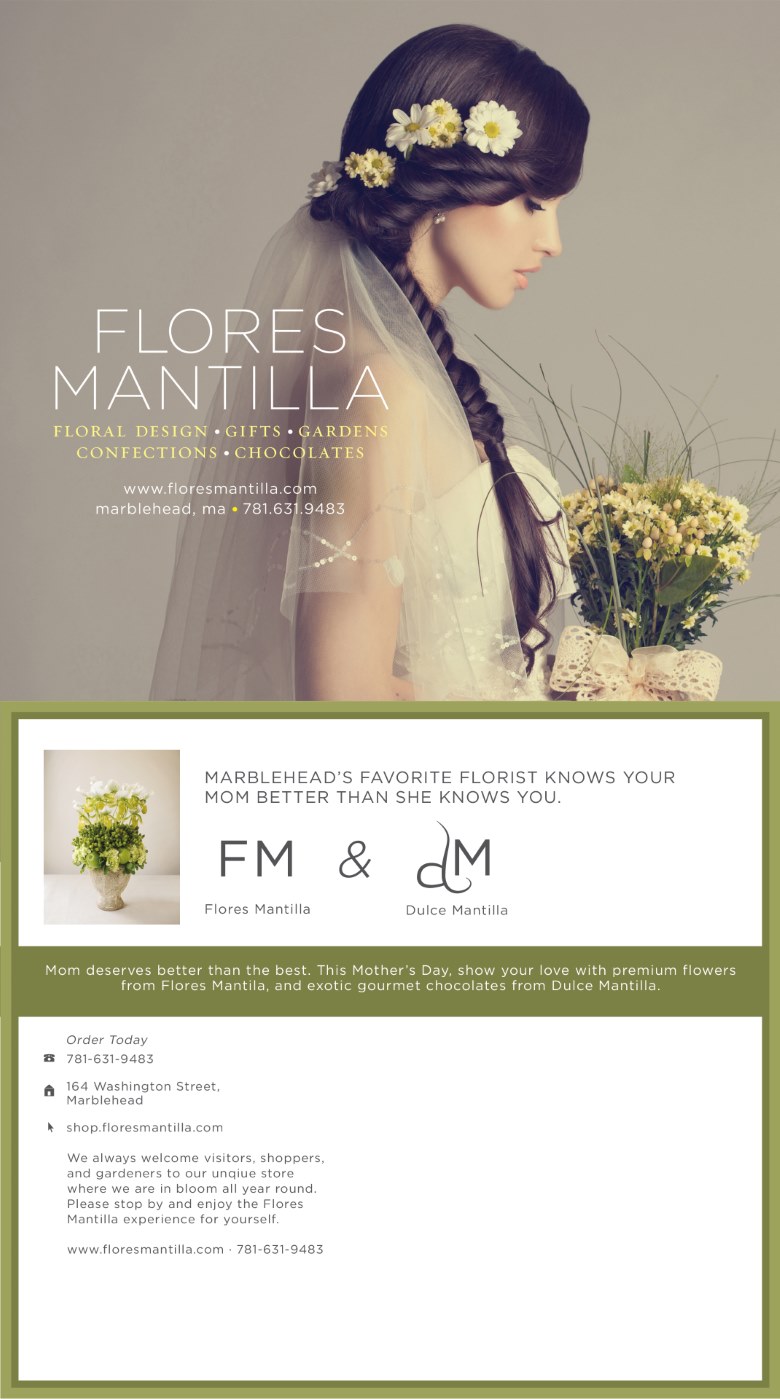 FLORES
MANTILLA
FLORAL DESIGN • GIFTS • GARDENS
CONFECTIONS • CHOCOLATES
www.floresmantilla.com
marblehead, ma • 781.631.9483
MARBLEHEAD'S FAVORITE FLORIST KNOWS YOUR
MOM BETTER THAN SHE KNOWS YOU.
FM & dM
Flores Mantilla
Dulce Mantilla
Mom deserves better than the best. This Mother's Day, show your love with premium flowers
from Flores Mantila, and exotic gourmet chocolates from Dulce Mantilla.
Order Today
781-631-9483
164 Washington Street,
Marblehead
shop.floresmantilla.com
We always welcome visitors, shoppers,
and gardeners to our unqiue store
where we are in bloom all year round.
Please stop by and enjoy the Flores
Mantilla experience for yourself.
www.floresmantilla.com · 781-631-9483